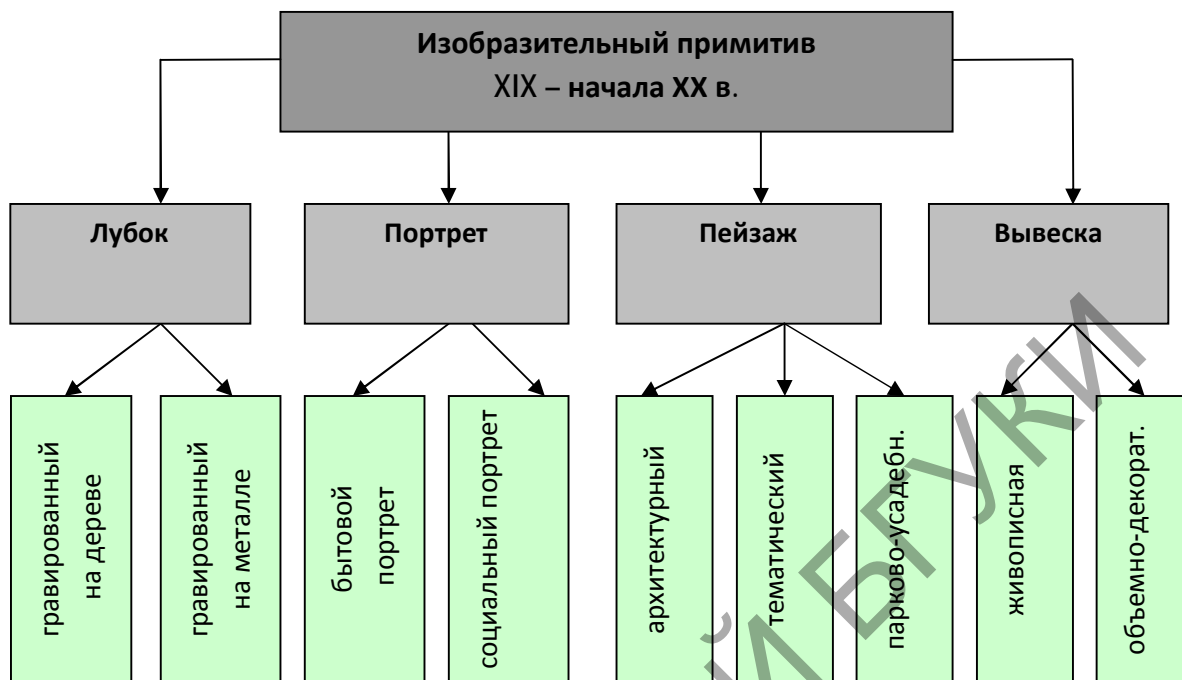 Изобразительный примитив
XIX – начала XX в.
Лубок
Портрет
Пейзаж
Вывеска
гравированный
на дереве
гравированный
на металле
бытовой
портрет
социальный портрет
архитектурный
тематический
парково-усадебн.
живописная
объемно-декорат.
Й БГУКИ